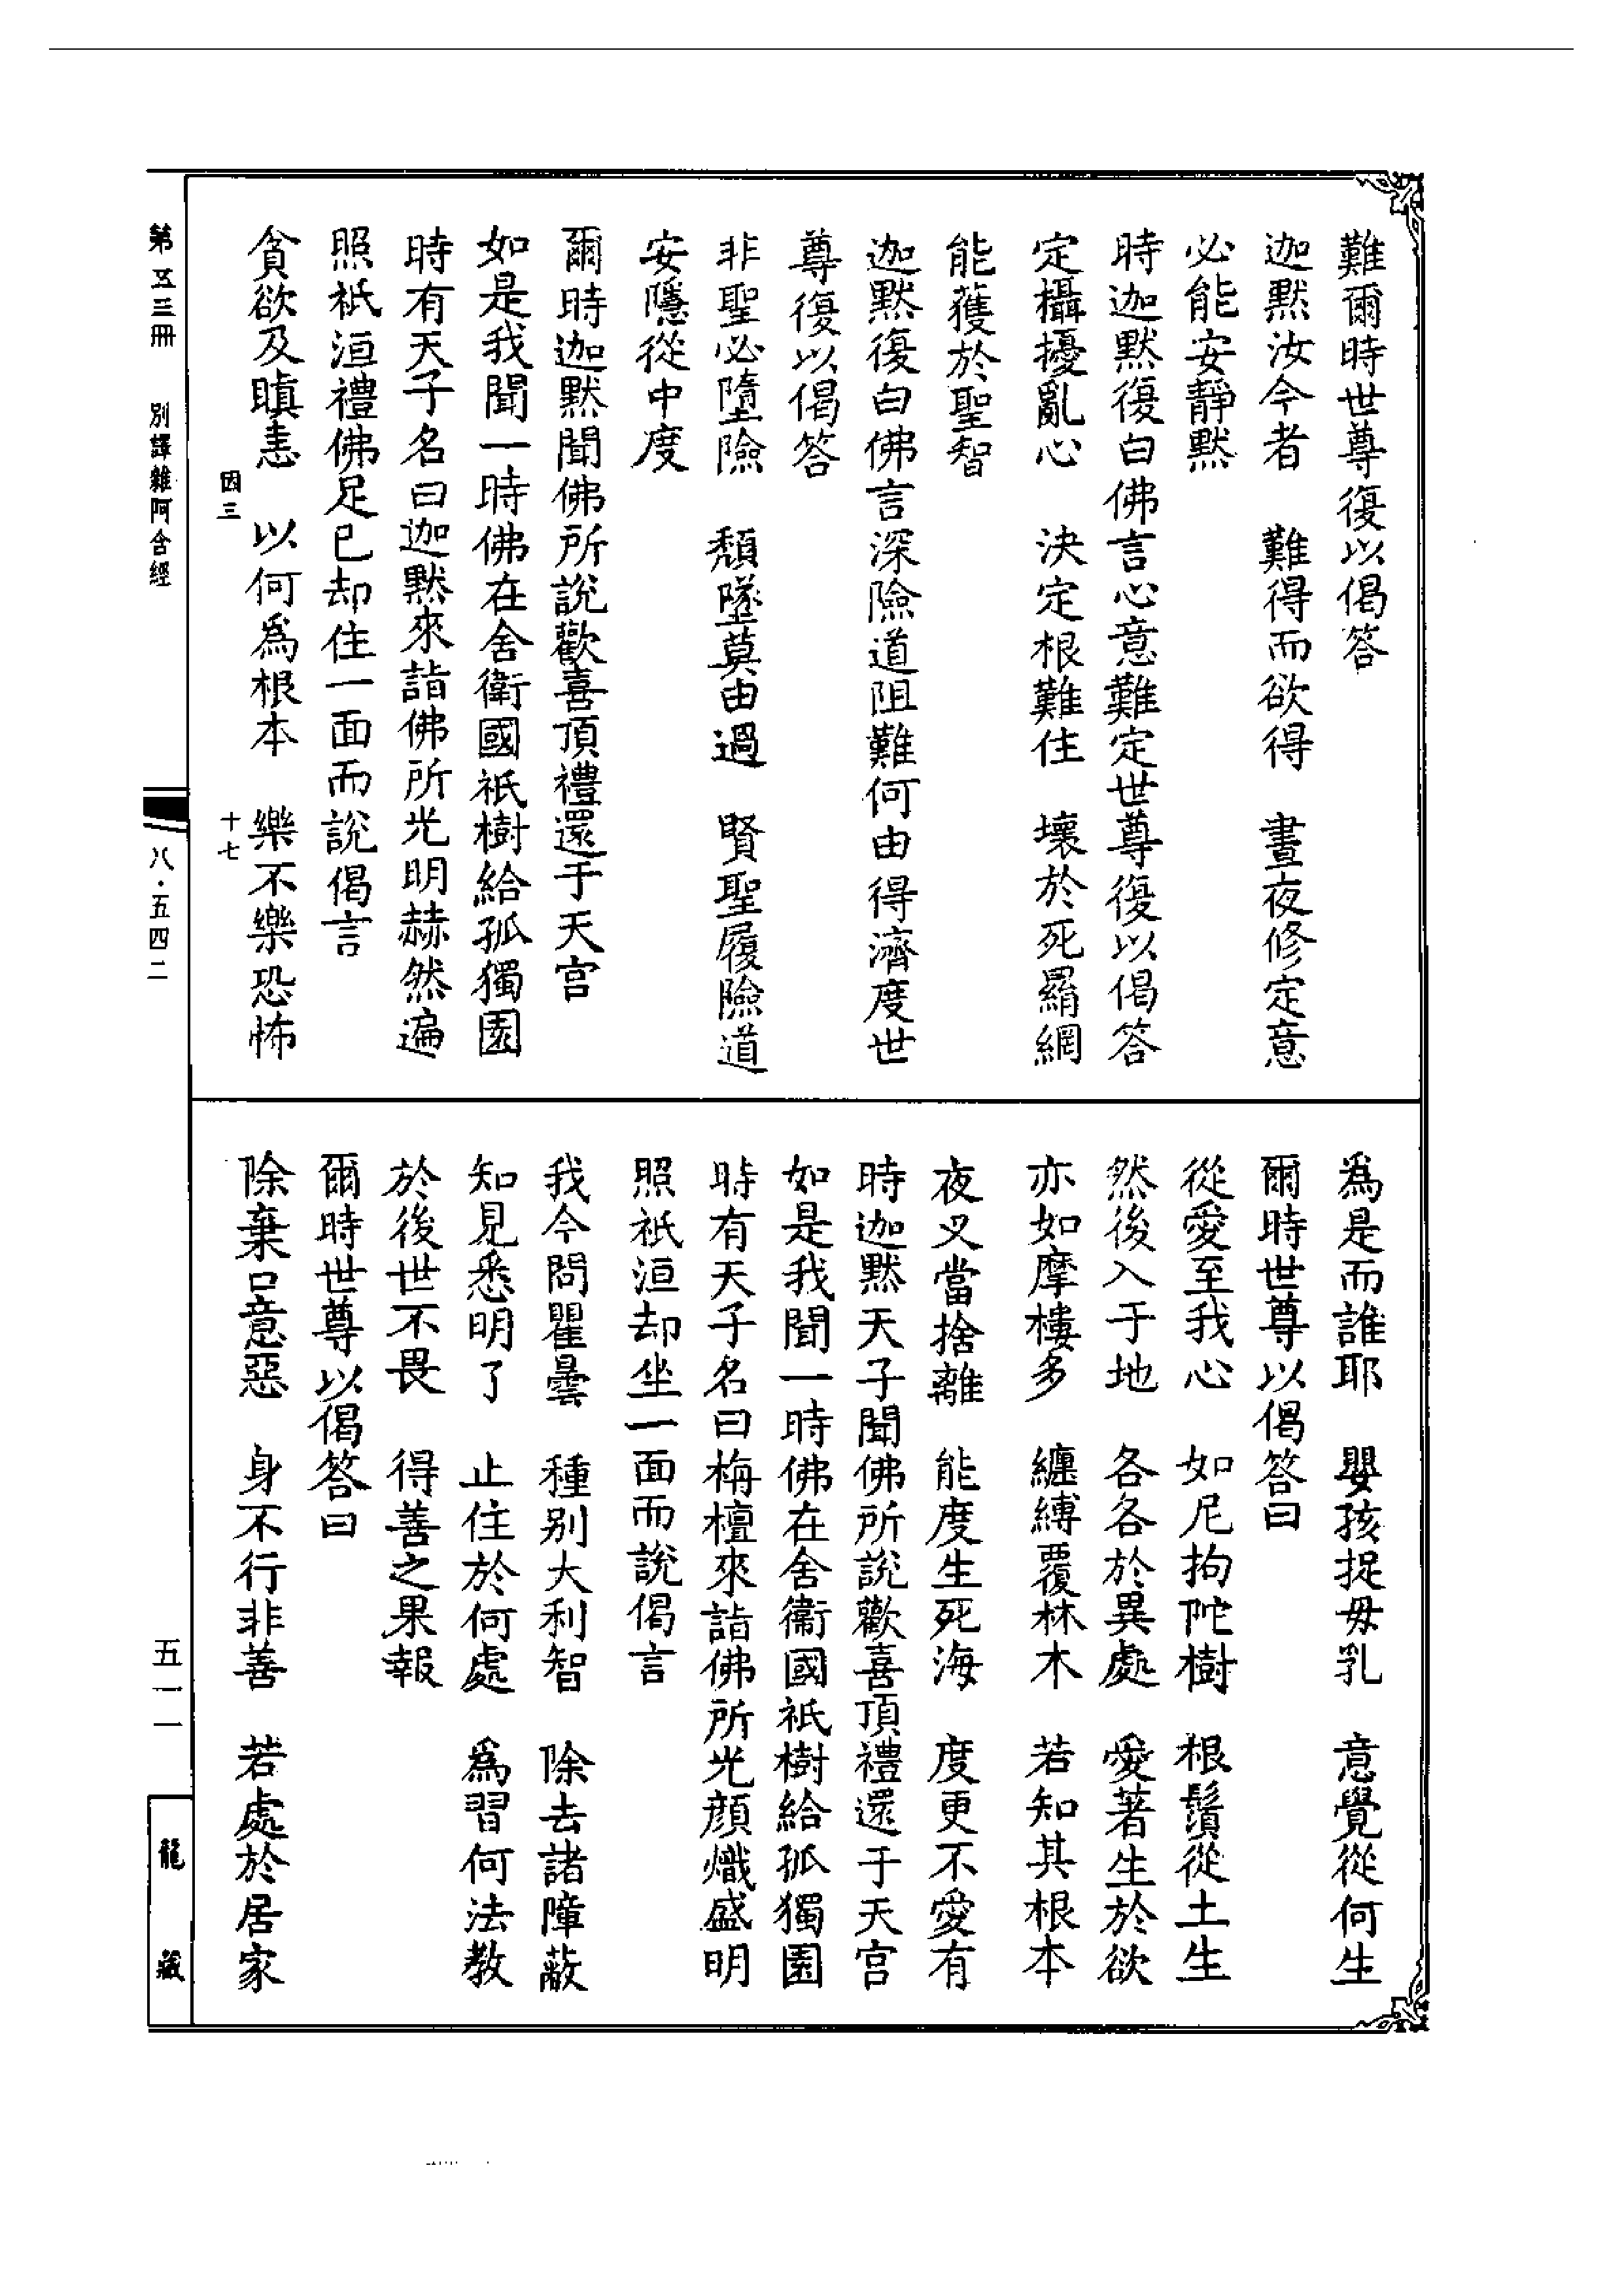 難爾時世尊復以偈答
迦默汝今者　難得而欲得　晝夜修定意
必能安靜默
時迦默復白佛言心意難定世尊復以偈答
定攝擾亂心　決定根難住　壞於死羂網
能獲於聖智
迦默復白佛言深險道阻難何由得濟度世
尊復以偈答
非聖必墮險　頹墜莫由過　賢聖履險道
安隱從中度
爾時迦默聞佛所說歡喜頂禮還于天宫
如是我聞一時佛在舍衛國祇樹給孤獨園
時有天子名曰迦默來詣佛所光明赫然遍
照祇洹禮佛足已却住一面而說偈言
貪欲及瞋恚　以何爲根本　樂不樂恐怖
因三　十七
爲是而誰耶　嬰孩捉毋乳　意覺從何生
爾時世尊以偈答曰
從愛至我心　如尼拘陀樹　根鬚從土生
然後入于地　各各於異處　愛著生於欲
亦如摩樓多　纏縛覆林木　若知其根本
夜叉當捨離　能度生死海　度更不愛有
時迦默天子聞佛所說歡喜頂禮還于天宫
如是我聞一時佛在舍衛國祇樹給孤獨園
時有天子名曰栴檀來詣佛所光顏熾盛明
照祇洹却坐一面而說偈言
我今問瞿曇　種别大利智　除去諸障蔽
知見悉明了　止住於何處　爲習何法教
於後世不畏　得善之果報
爾時世尊以偈答曰
除棄口意惡　身不行非善　若處於居家
第五三冊　別譯雜阿含經
八·五四二
五一一
龍藏